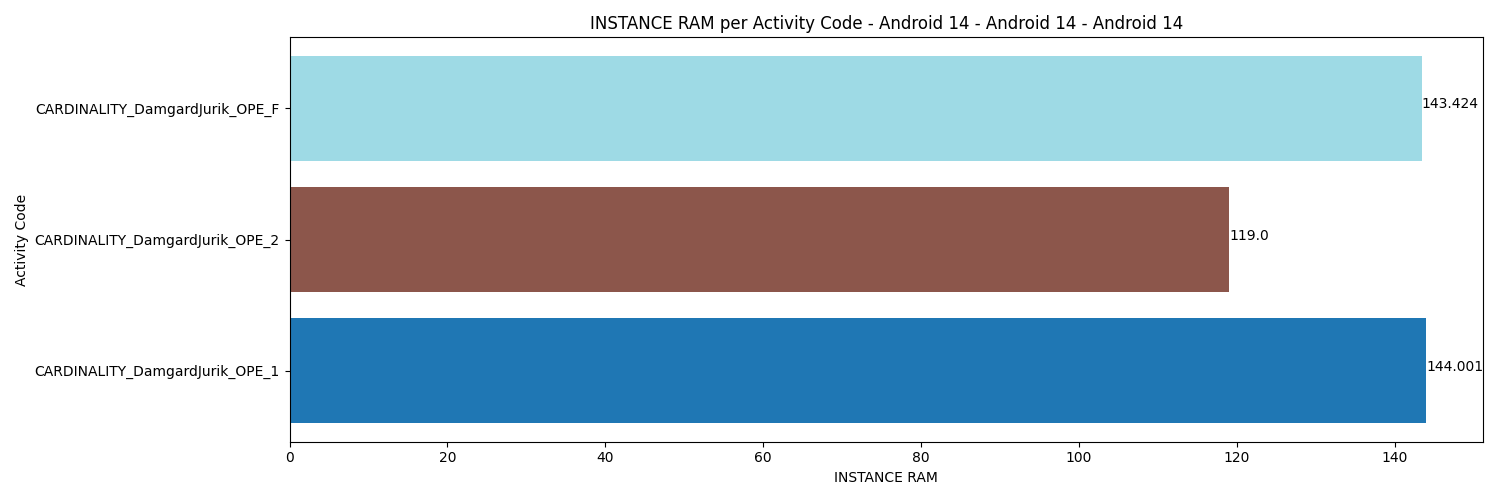 INSTANCE RAM per Activity Code - Android 14 - Android 14 - Android 14
Activity Code
CARDINALITY_DamgardJurik_OPE_F
143.424
CARDINALITY_DamgardJurik_OPE_2
119.0
CARDINALITY_DamgardJurik_OPE_1
144.001
0 20 40 60 80 100 120 140
INSTANCE RAM